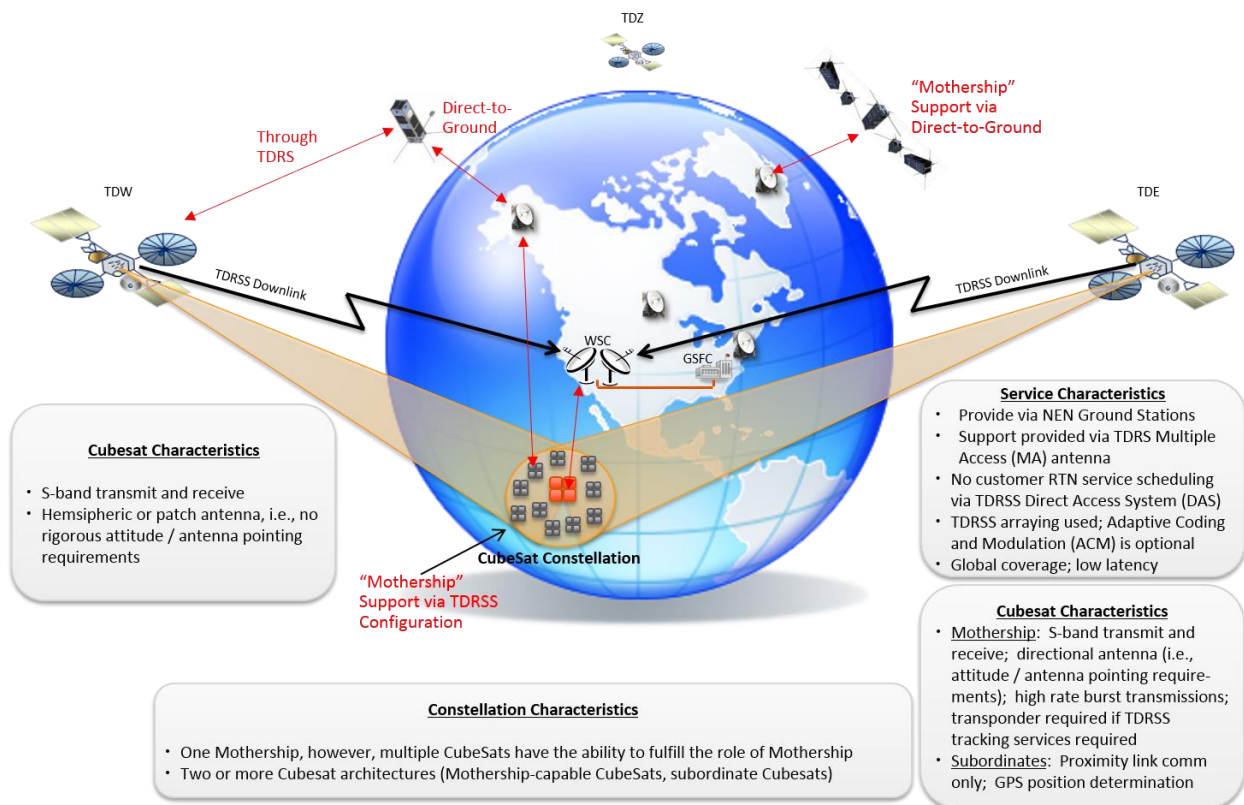 TDZ
"Mothership"
Support via
Direct-to-Ground
Direct-to-
Ground
Through
TDRS
TDW
TDE
TDRSS Downlink
TDRSS Downlink
WSC
GSFC
CubeSat Constellation
"Mothership"
Support via TDRSS
Configuration
Cubesat Characteristics
• S-band transmit and receive
• Hemsipheric or patch antenna, i.e., no
rigorous attitude / antenna pointing
requirements
Service Characteristics
• Provide via NEN Ground Stations
• Support provided via TDRS Multiple
Access (MA) antenna
• No customer RTN service scheduling
via TDRSS Direct Access System (DAS)
• TDRSS arraying used; Adaptive Coding
and Modulation (ACM) is optional
• Global coverage; low latency
Cubesat Characteristics
• Mothership: S-band transmit and
receive; directional antenna (i.e.,
attitude / antenna pointing require-
ments); high rate burst transmissions;
transponder required if TDRSS
tracking services required
• Subordinates: Proximity link comm
only; GPS position determination
Constellation Characteristics
• One Mothership, however, multiple CubeSats have the ability to fulfill the role of Mothership
• Two or more Cubesat architectures (Mothership-capable CubeSats, subordinate Cubesats)